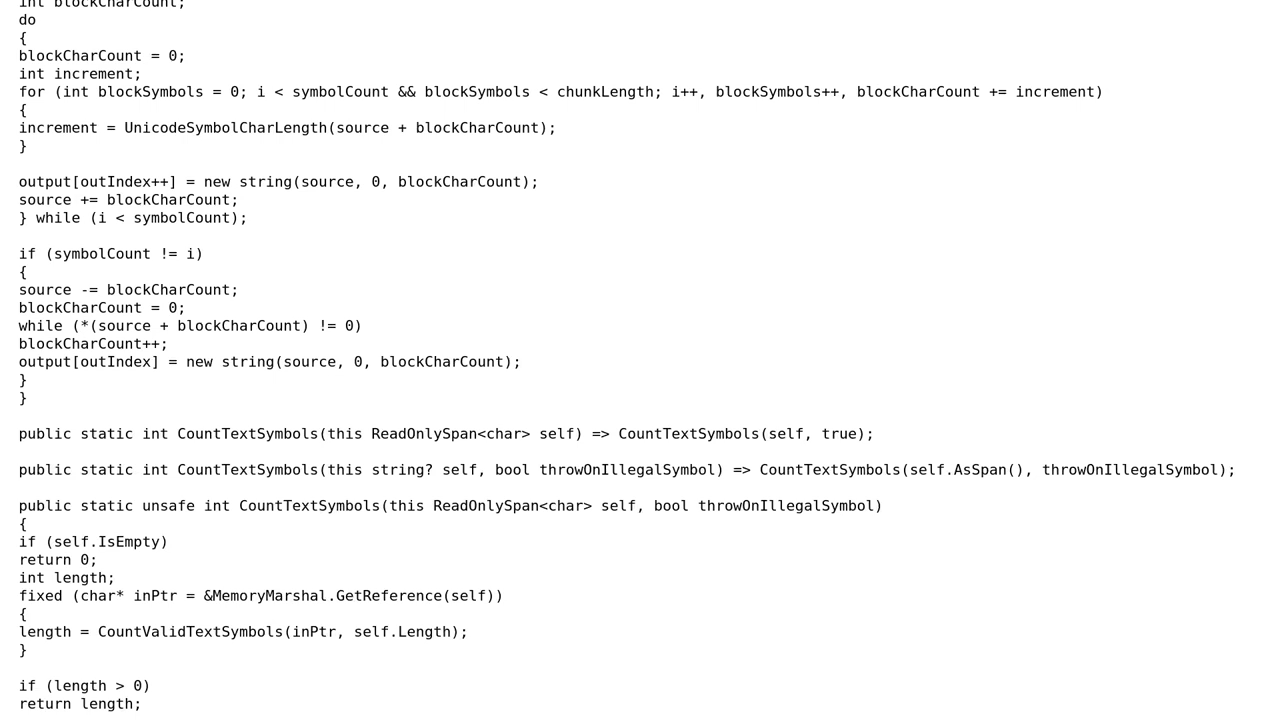 int blockCharCount;
do
{
blockCharCount = 0;
int increment;
for (int blockSymbols = 0; i < symbolCount && blockSymbols < chunkLength; i++, blockSymbols++, blockCharCount += increment)
{
increment = UnicodeSymbolCharLength(source + blockCharCount);
}

output[outIndex++] = new string(source, 0, blockCharCount);
source += blockCharCount;
} while (i < symbolCount);

if (symbolCount != i)
{
source -= blockCharCount;
blockCharCount = 0;
while (*(source + blockCharCount) != 0)
blockCharCount++;
output[outIndex] = new string(source, 0, blockCharCount);
}
}

public static int CountTextSymbols(this ReadOnlySpan<char> self) => CountTextSymbols(self, true);

public static int CountTextSymbols(this string? self, bool throwOnIllegalSymbol) => CountTextSymbols(self.AsSpan(), throwOnIllegalSymbol);

public static unsafe int CountTextSymbols(this ReadOnlySpan<char> self, bool throwOnIllegalSymbol)
{
if (self.IsEmpty)
return 0;
int length;
fixed (char* inPtr = &MemoryMarshal.GetReference(self))
{
length = CountValidTextSymbols(inPtr, self.Length);
}

if (length > 0)
return length;